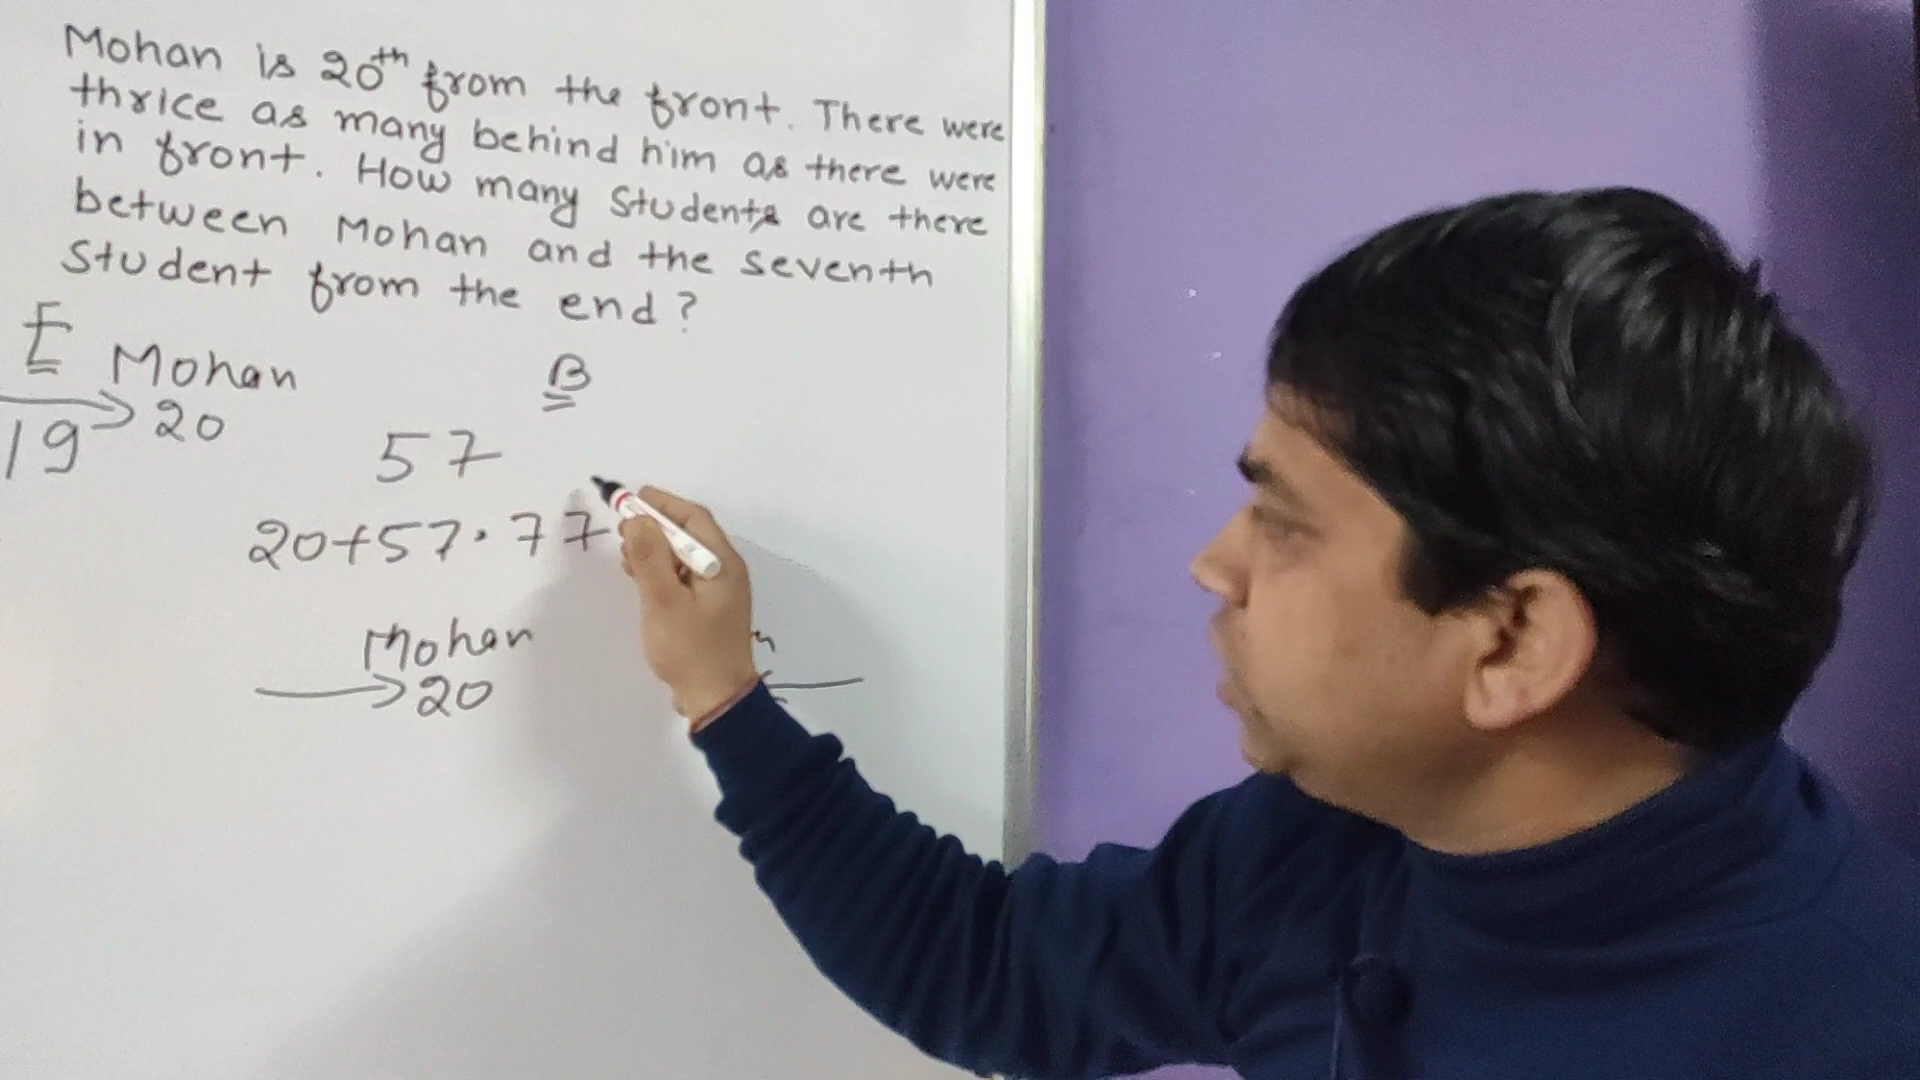 Mohan is 20th from the front. There were
thrice as many behind him as there were
in front. How many students are there
between Mohan and the seventh
student from the end?
F Mohan B
19 20
57
20+57.77
Mohan
20